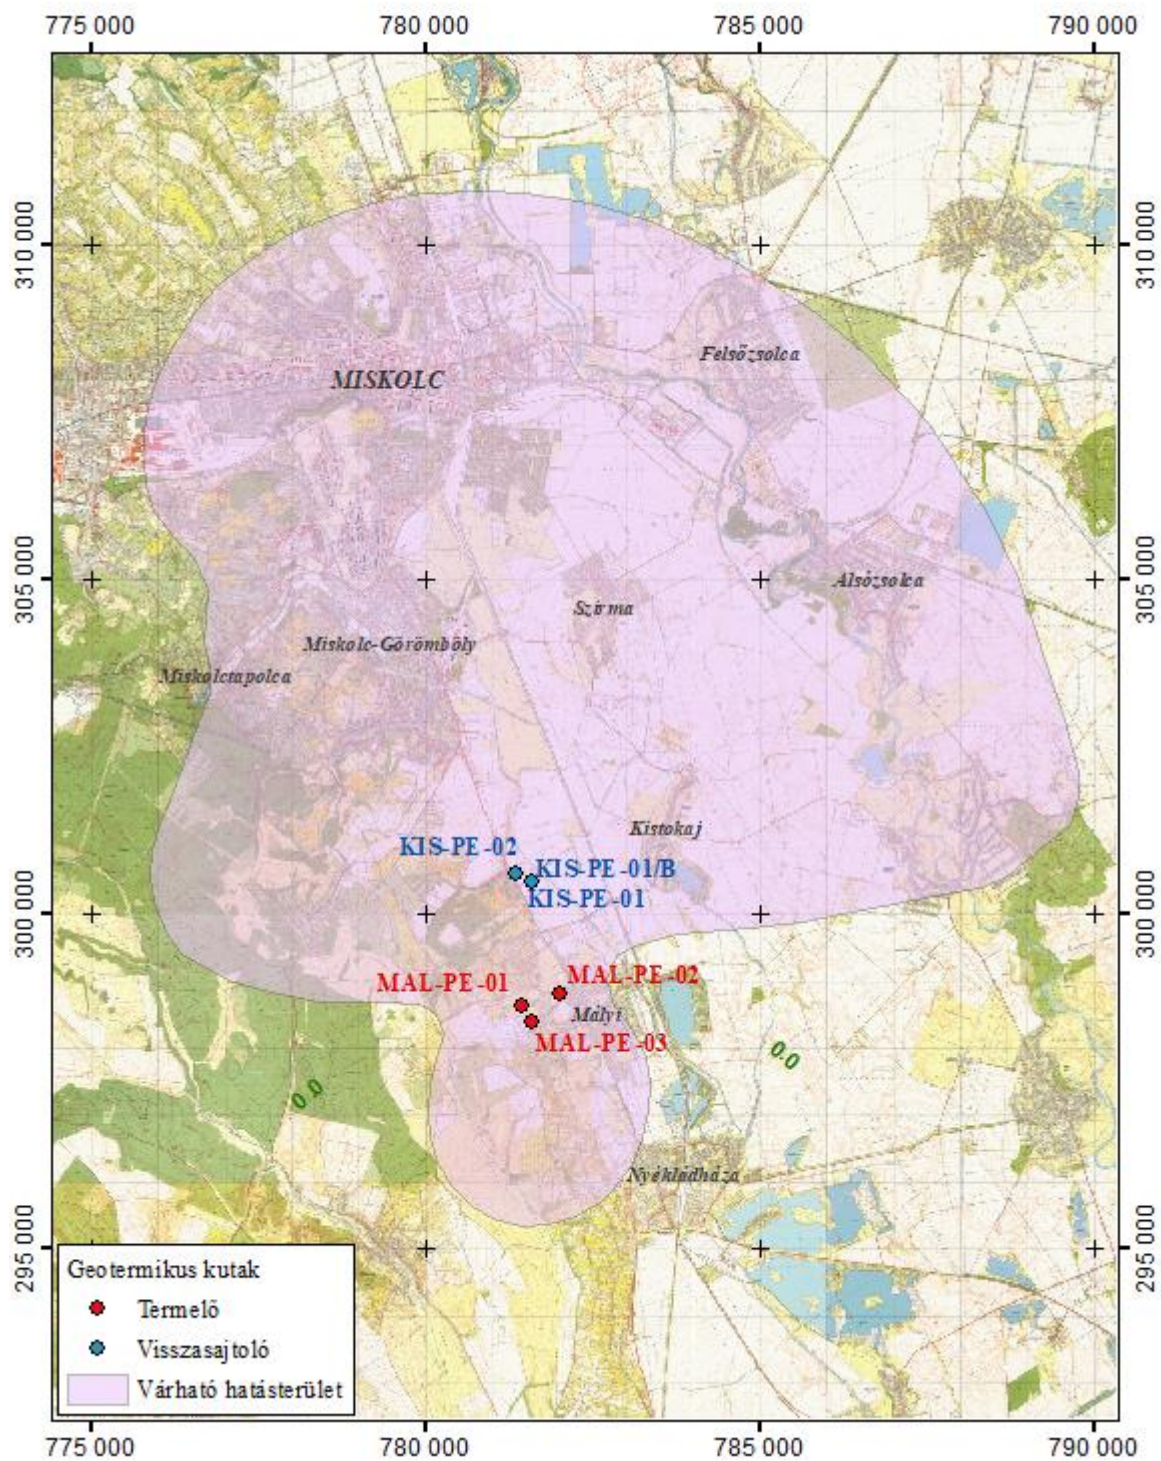 775 000 780 000 785 000 790 000
310 000 310 000
Felsőzsolca
MISKOLC
305 000 305 000
Alsózsolca
Szirma
Miskolc-Görömböly
Miskolctapolca
Kistokaj
KIS-PE-02
KIS-PE-01/B
KIS-PE-01
300 000 300 000
MAL-PE-01 MAL-PE-02
Mályi
MAL-PE-03
0.0
0.0
Nyékládháza
295 000 295 000
Geotermikus kutak
Termelő
Visszasajtoló
Várható hatásterület
775 000 780 000 785 000 790 000